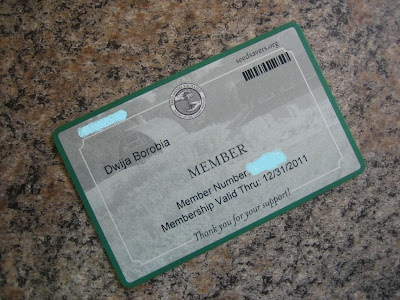 seedsavers.org
Dwija Borobia
MEMBER
Member Number:
Membership Valid Thru: 12/31/2011
Thank you for your support!